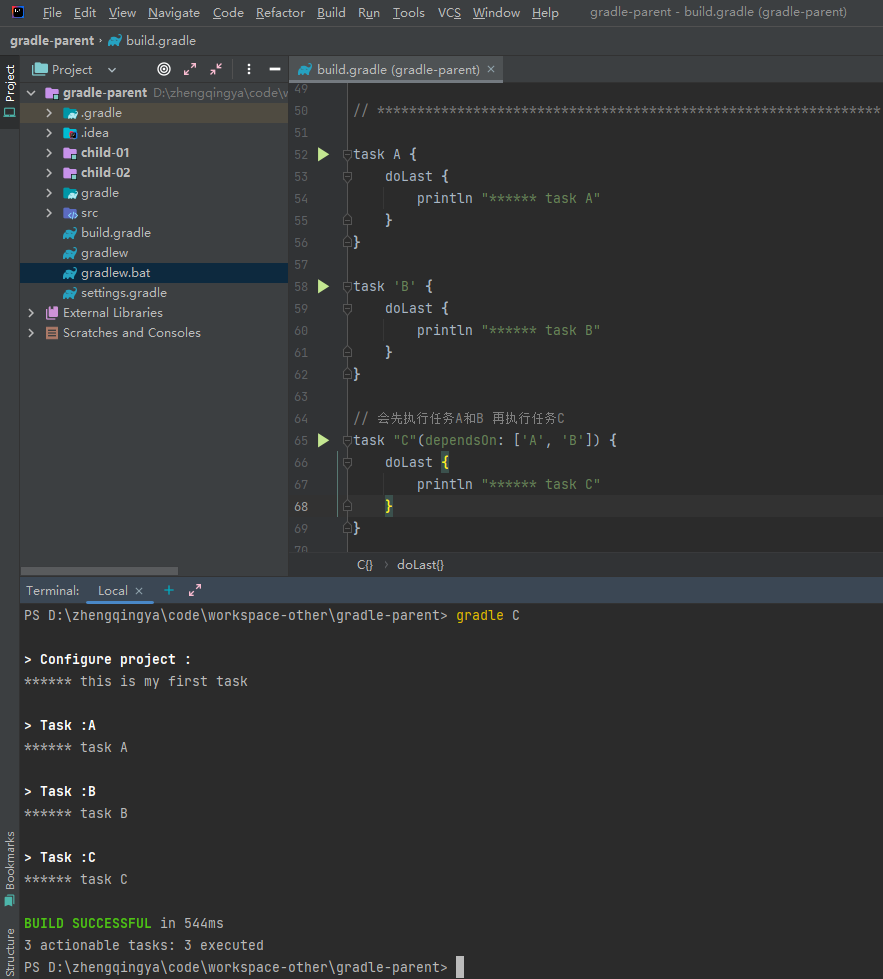 File Edit View Navigate Code Refactor Build Run Tools VCS Window Help gradle-parent - build.gradle (gradle-parent)
gradle-parent › build.gradle
Project
Project
build.gradle (gradle-parent)
gradle-parent D:\zhengqingya\code\w
.gradle
.idea
child-01
child-02
gradle
src
build.gradle
gradlew
gradlew.bat
settings.gradle
External Libraries
Scratches and Consoles
49
50 // ***************************************************************
51
52 task A {
53 doLast {
54 println "****** task A"
55 }
56 }
57
58 task 'B' {
59 doLast {
60 println "****** task B"
61 }
62 }
63
64 // 会先执行任务A和B 再执行任务C
65 task "C"(dependsOn: ['A', 'B']) {
66 doLast {
67 println "****** task C"
68 }
69 }
70
C{} › doLast{}
Terminal: Local
PS D:\zhengqingya\code\workspace-other\gradle-parent> gradle C
> Configure project :
****** this is my first task
> Task :A
****** task A
> Task :B
****** task B
> Task :C
****** task C
BUILD SUCCESSFUL in 544ms
3 actionable tasks: 3 executed
PS D:\zhengqingya\code\workspace-other\gradle-parent>
Bookmarks
Structure